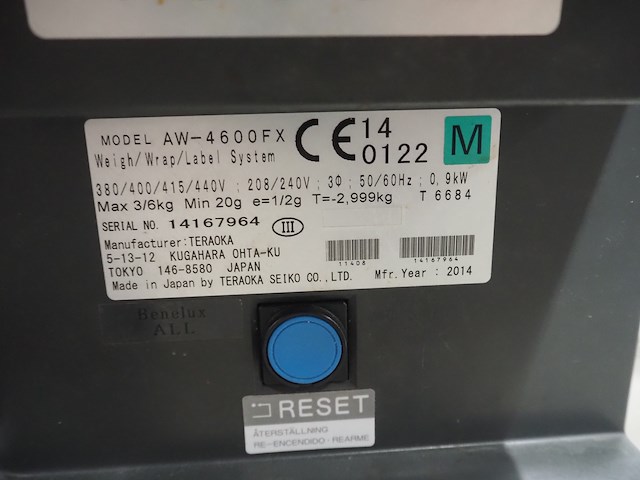 MODEL AW-4600FX CE 14 0122 M
Weigh/Wrap/Label System
380/400/415/440V ; 208/240V ; 3Φ ; 50/60Hz ; 0,9kW
Max 3/6kg Min 20g e=1/2g T=-2,999kg T 6684
SERIAL NO. 14167964 III
Manufacturer:TERAOKA
5-13-12 KUGAHARA OHTA-KU
TOKYO 146-8580 JAPAN
Made in Japan by TERAOKA SEIKO CO.,LTD.
11408
14167964
Mfr.Year : 2014
Benelux
ALL
RESET
ÅTERSTÄLLNING
RE-ENCENDIDO·REARME